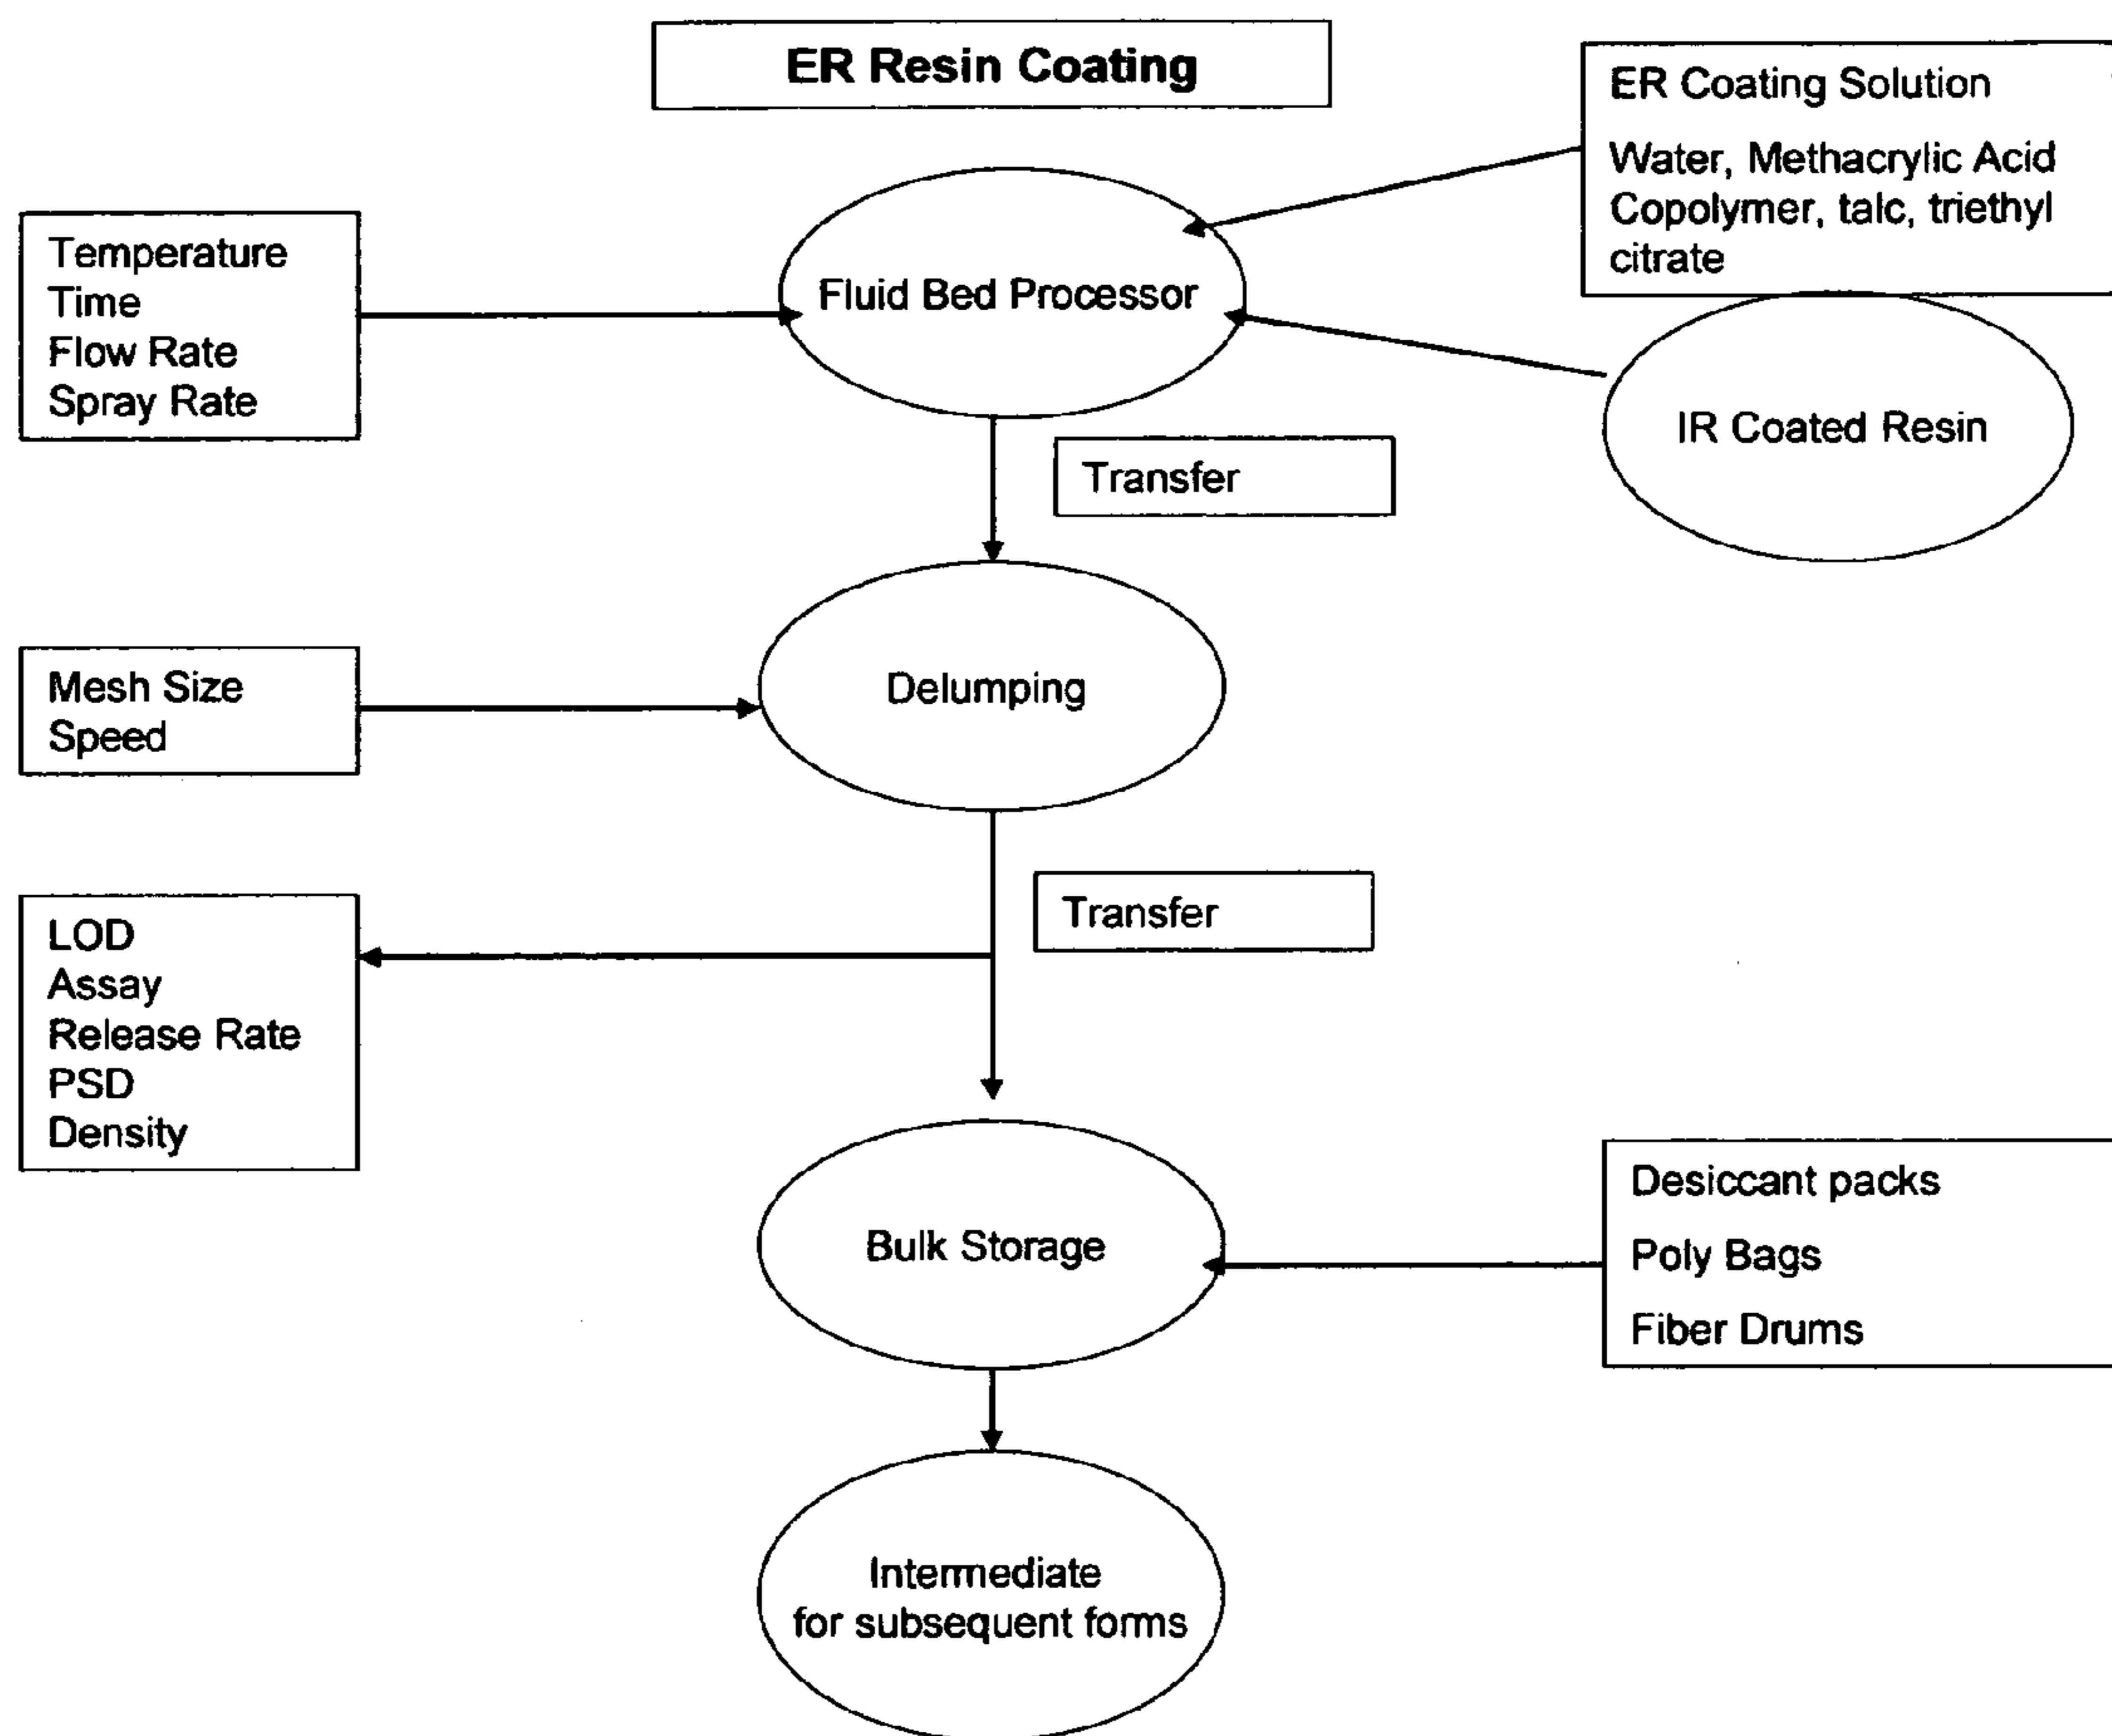 ER Resin Coating
ER Coating Solution
Water, Methacrylic Acid
Copolymer, talc, triethyl
citrate
Temperature
Time
Flow Rate
Spray Rate
Fluid Bed Processor
IR Coated Resin
Transfer
Mesh Size
Speed
Delumping
Transfer
LOD
Assay
Release Rate
PSD
Density
Bulk Storage
Desiccant packs
Poly Bags
Fiber Drums
Intermediate
for subsequent forms